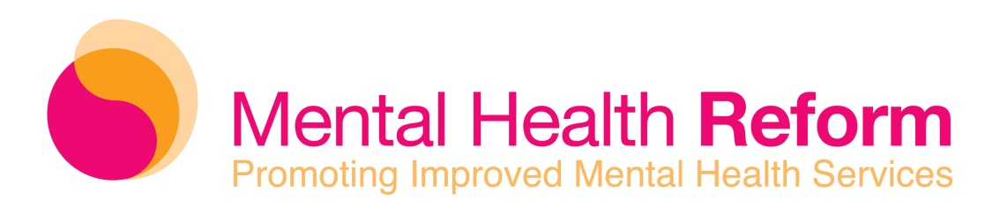 Mental Health Reform
Promoting Improved Mental Health Services